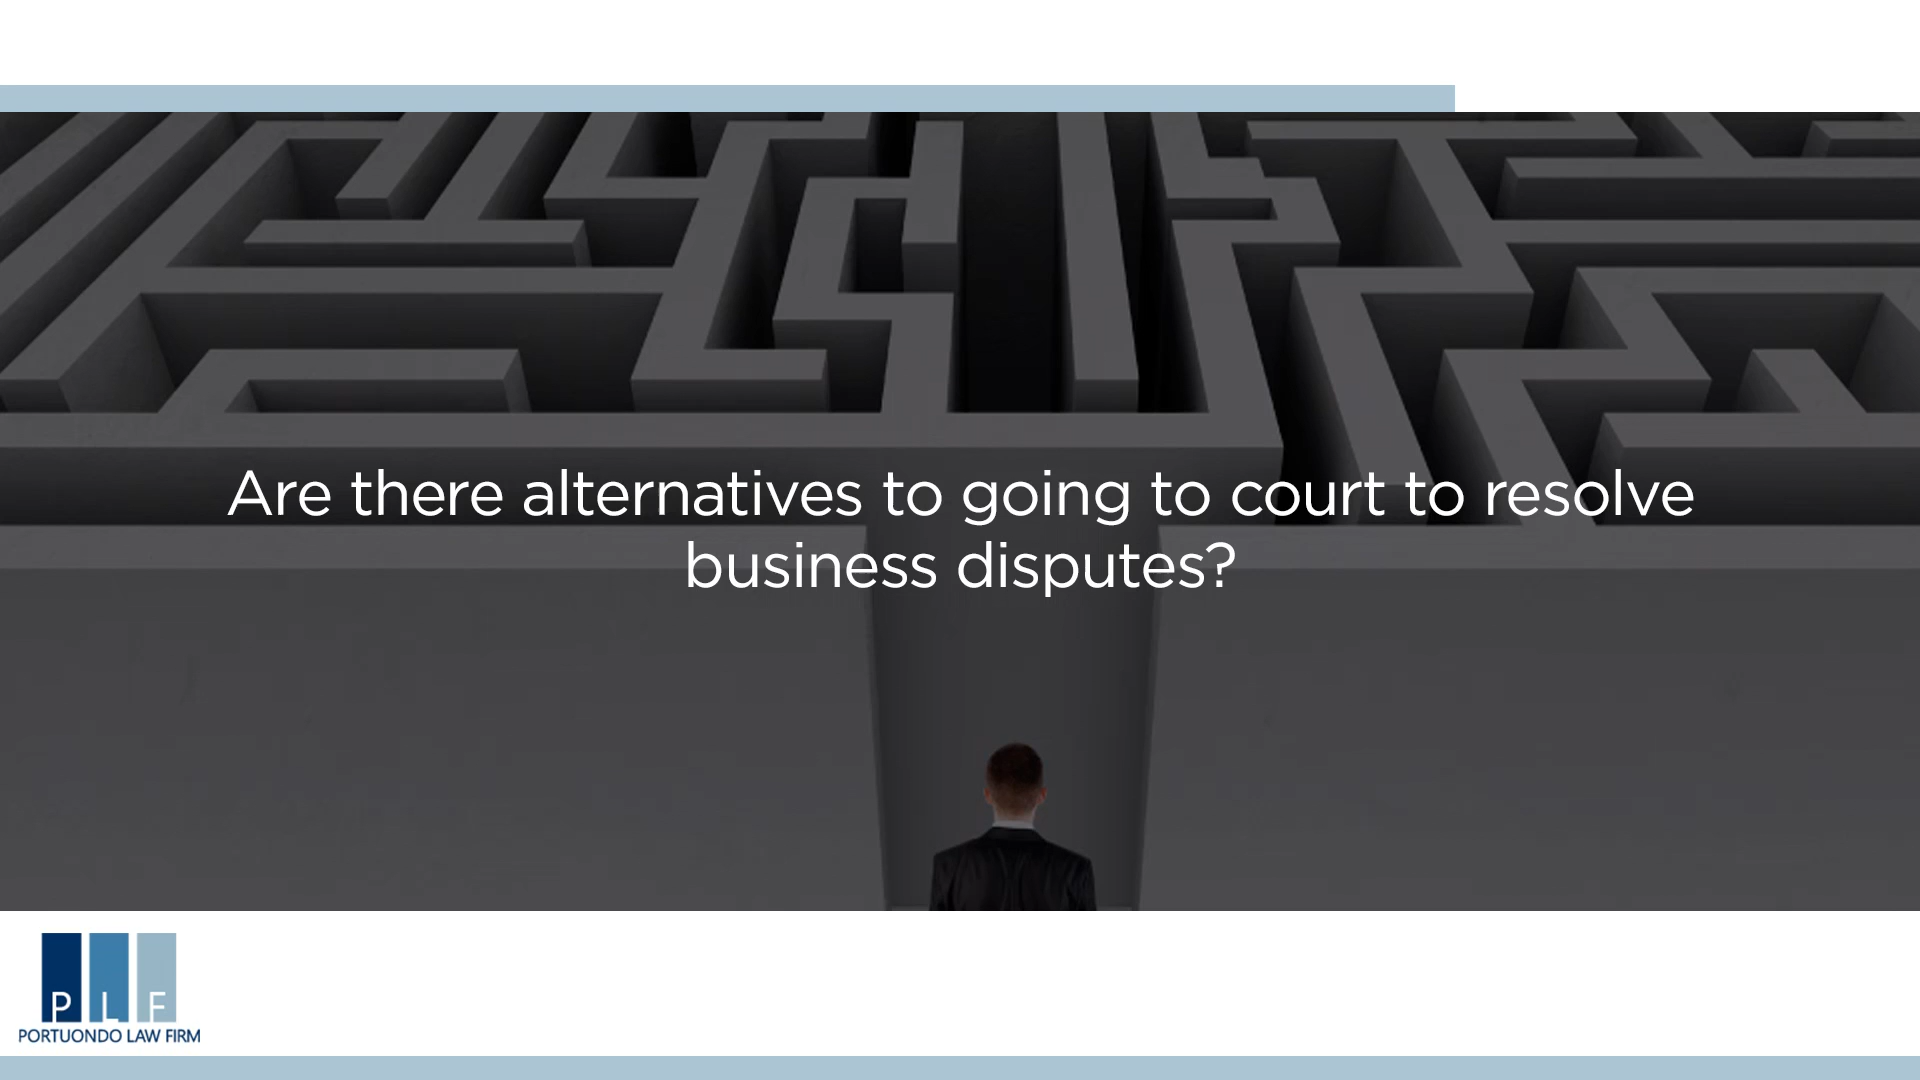 Are there alternatives to going to court to resolve
business disputes?
P L F
PORTUONDO LAW FIRM